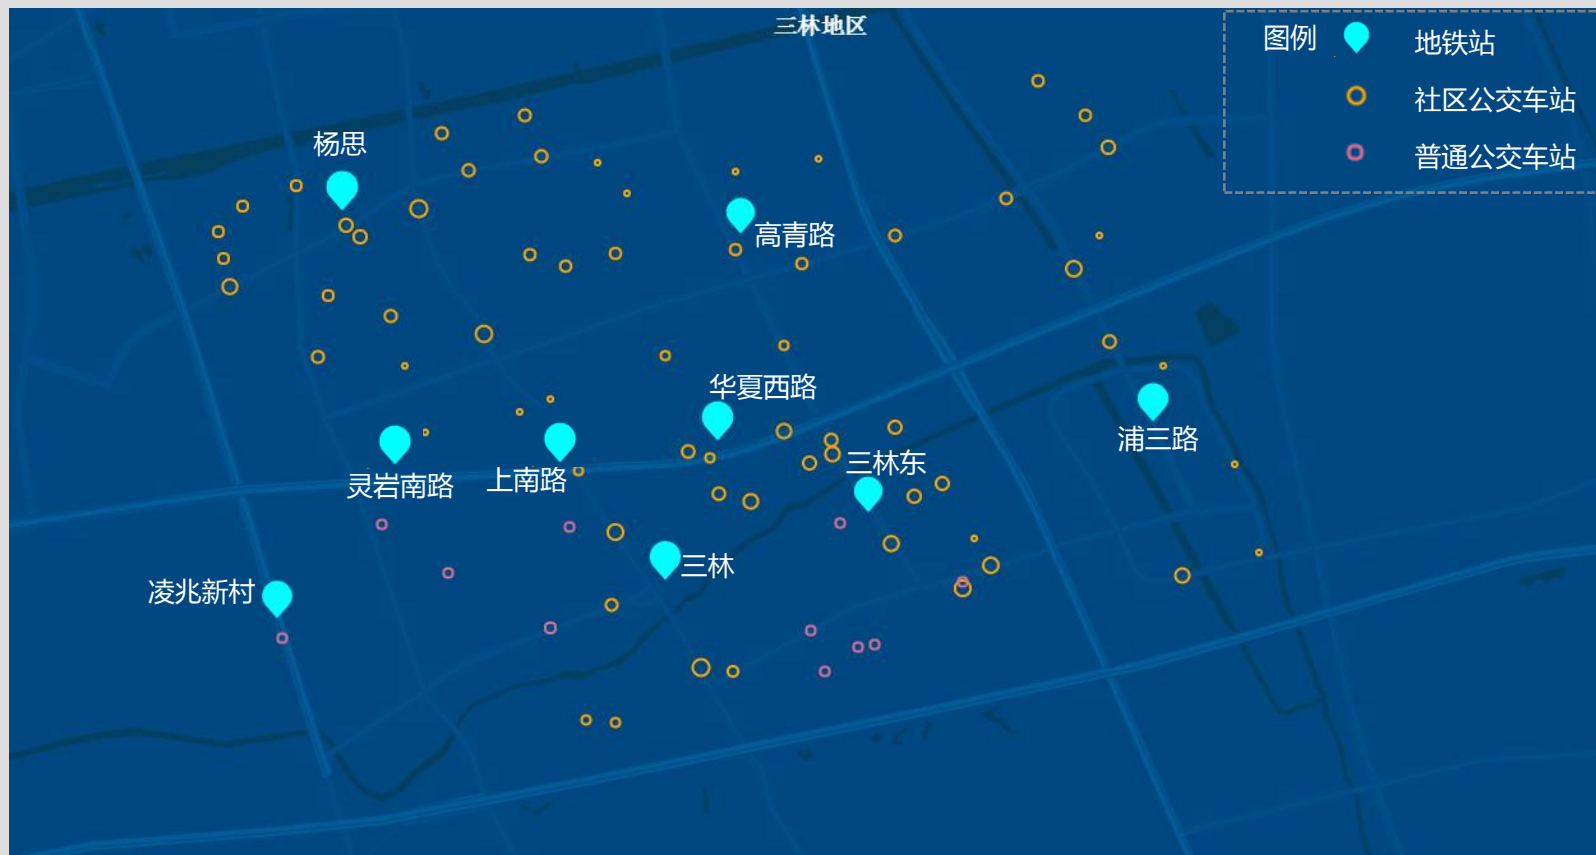 三林地区
图例
地铁站
社区公交车站
普通公交车站
杨思
高青路
华夏西路
浦三路
三林东
灵岩南路
上南路
三林
凌兆新村